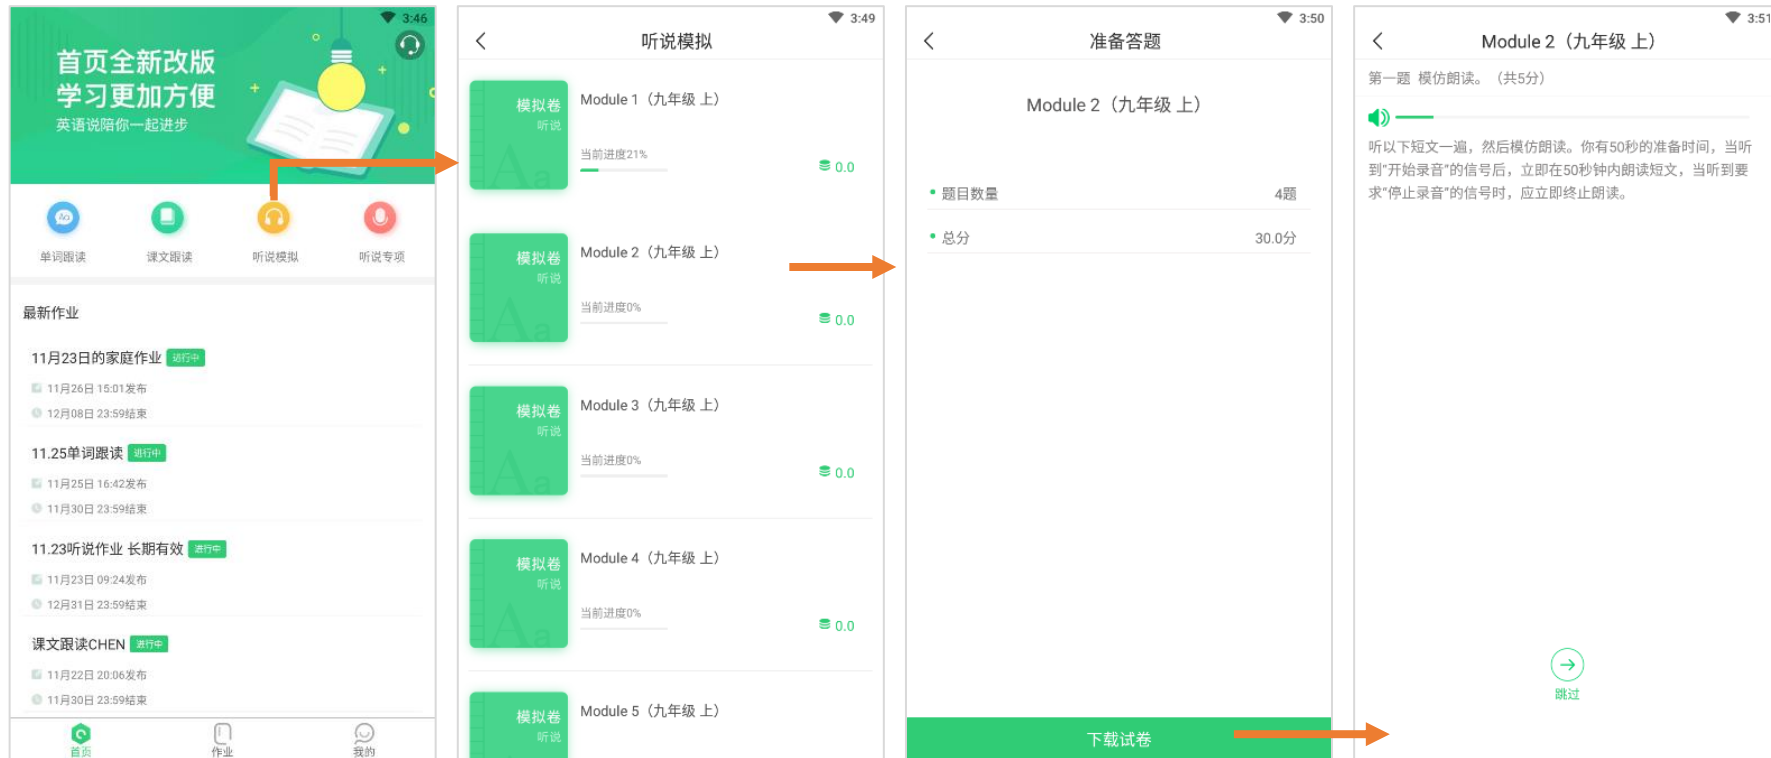 3:46
首页全新改版
学习更加方便
英语说陪你一起进步
单词跟读
课文跟读
听说模拟
听说专项
最新作业
11月23日的家庭作业 进行中
11月26日 15:01发布
12月08日 23:59结束
11.25单词跟读 进行中
11月25日 16:42发布
11月30日 23:59结束
11.23听说作业 长期有效 进行中
11月23日 09:24发布
12月31日 23:59结束
课文跟读CHEN 进行中
11月22日 20:06发布
11月30日 23:59结束
首页
作业
我的
3:49
听说模拟
模拟卷
听说
Aa
Module 1（九年级 上）
当前进度21%
0.0
模拟卷
听说
Aa
Module 2（九年级 上）
当前进度0%
0.0
模拟卷
听说
Aa
Module 3（九年级 上）
当前进度0%
0.0
模拟卷
听说
Aa
Module 4（九年级 上）
当前进度0%
0.0
模拟卷
听说
Module 5（九年级 上）
3:50
准备答题
Module 2（九年级 上）
题目数量 4题
总分 30.0分
下载试卷
3:51
Module 2（九年级 上）
第一题 模仿朗读。（共5分）
听以下短文一遍，然后模仿朗读。你有50秒的准备时间，当听
到“开始录音”的信号后，立即在50秒钟内朗读短文，当听到要
求“停止录音”的信号时，应立即终止朗读。
跳过